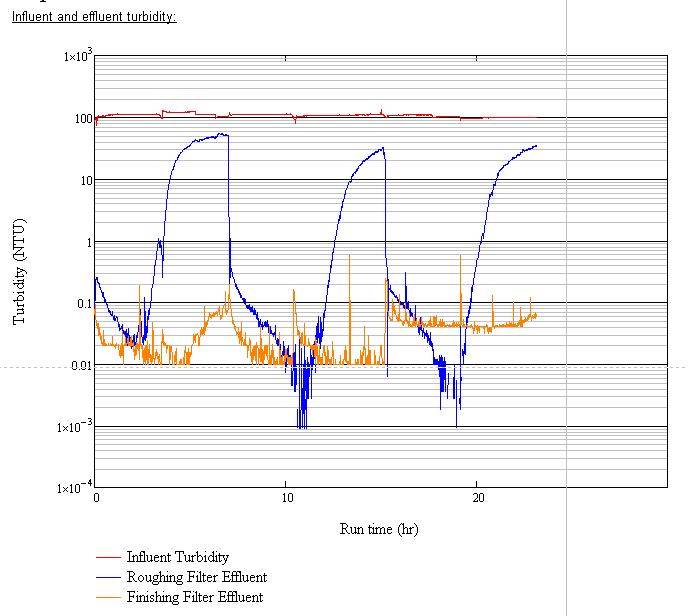 Influent and effluent turbidity:
1×10³
100
10
1
0.1
0.01
1×10⁻³
1×10⁻⁴
0 10 20
Turbidity (NTU)
Run time (hr)
Influent Turbidity
Roughing Filter Effluent
Finishing Filter Effluent